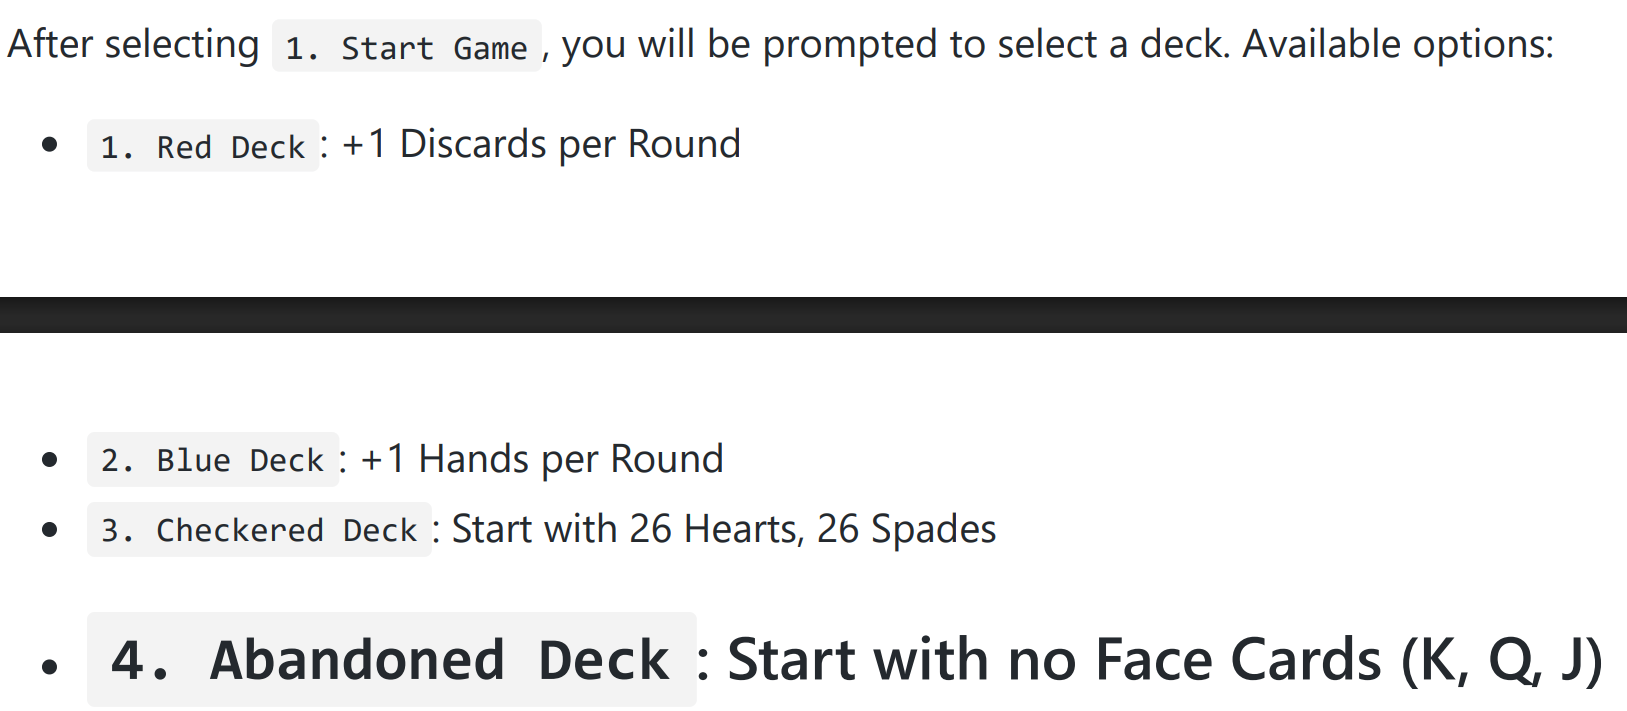 After selecting 1. Start Game, you will be prompted to select a deck. Available options:
• 1. Red Deck: +1 Discards per Round
• 2. Blue Deck: +1 Hands per Round
• 3. Checkered Deck: Start with 26 Hearts, 26 Spades
• 4. Abandoned Deck: Start with no Face Cards (K, Q, J)